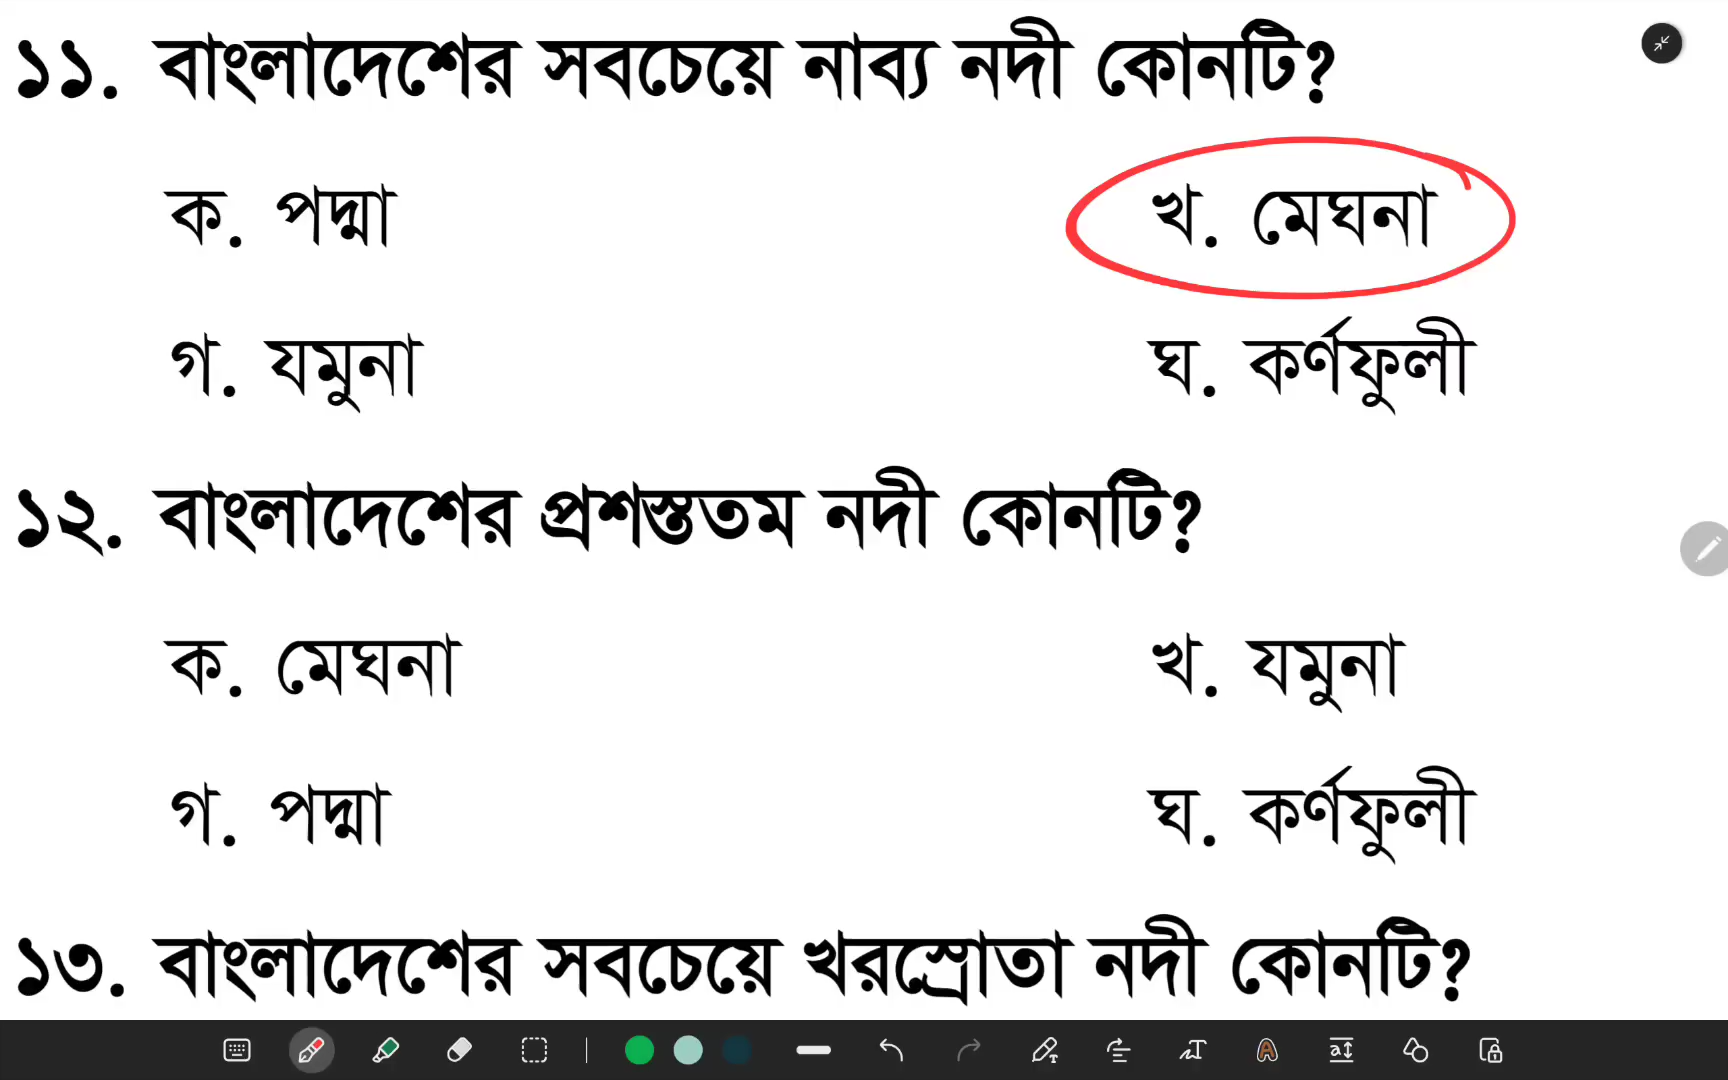 ১১. বাংলাদেশের সবচেয়ে নাব্য নদী কোনটি?
ক. পদ্মা খ. মেঘনা
গ. যমুনা ঘ. কর্ণফুলী
১২. বাংলাদেশের প্রশস্ততম নদী কোনটি?
ক. মেঘনা খ. যমুনা
গ. পদ্মা ঘ. কর্ণফুলী
১৩. বাংলাদেশের সবচেয়ে খরস্রোতা নদী কোনটি?